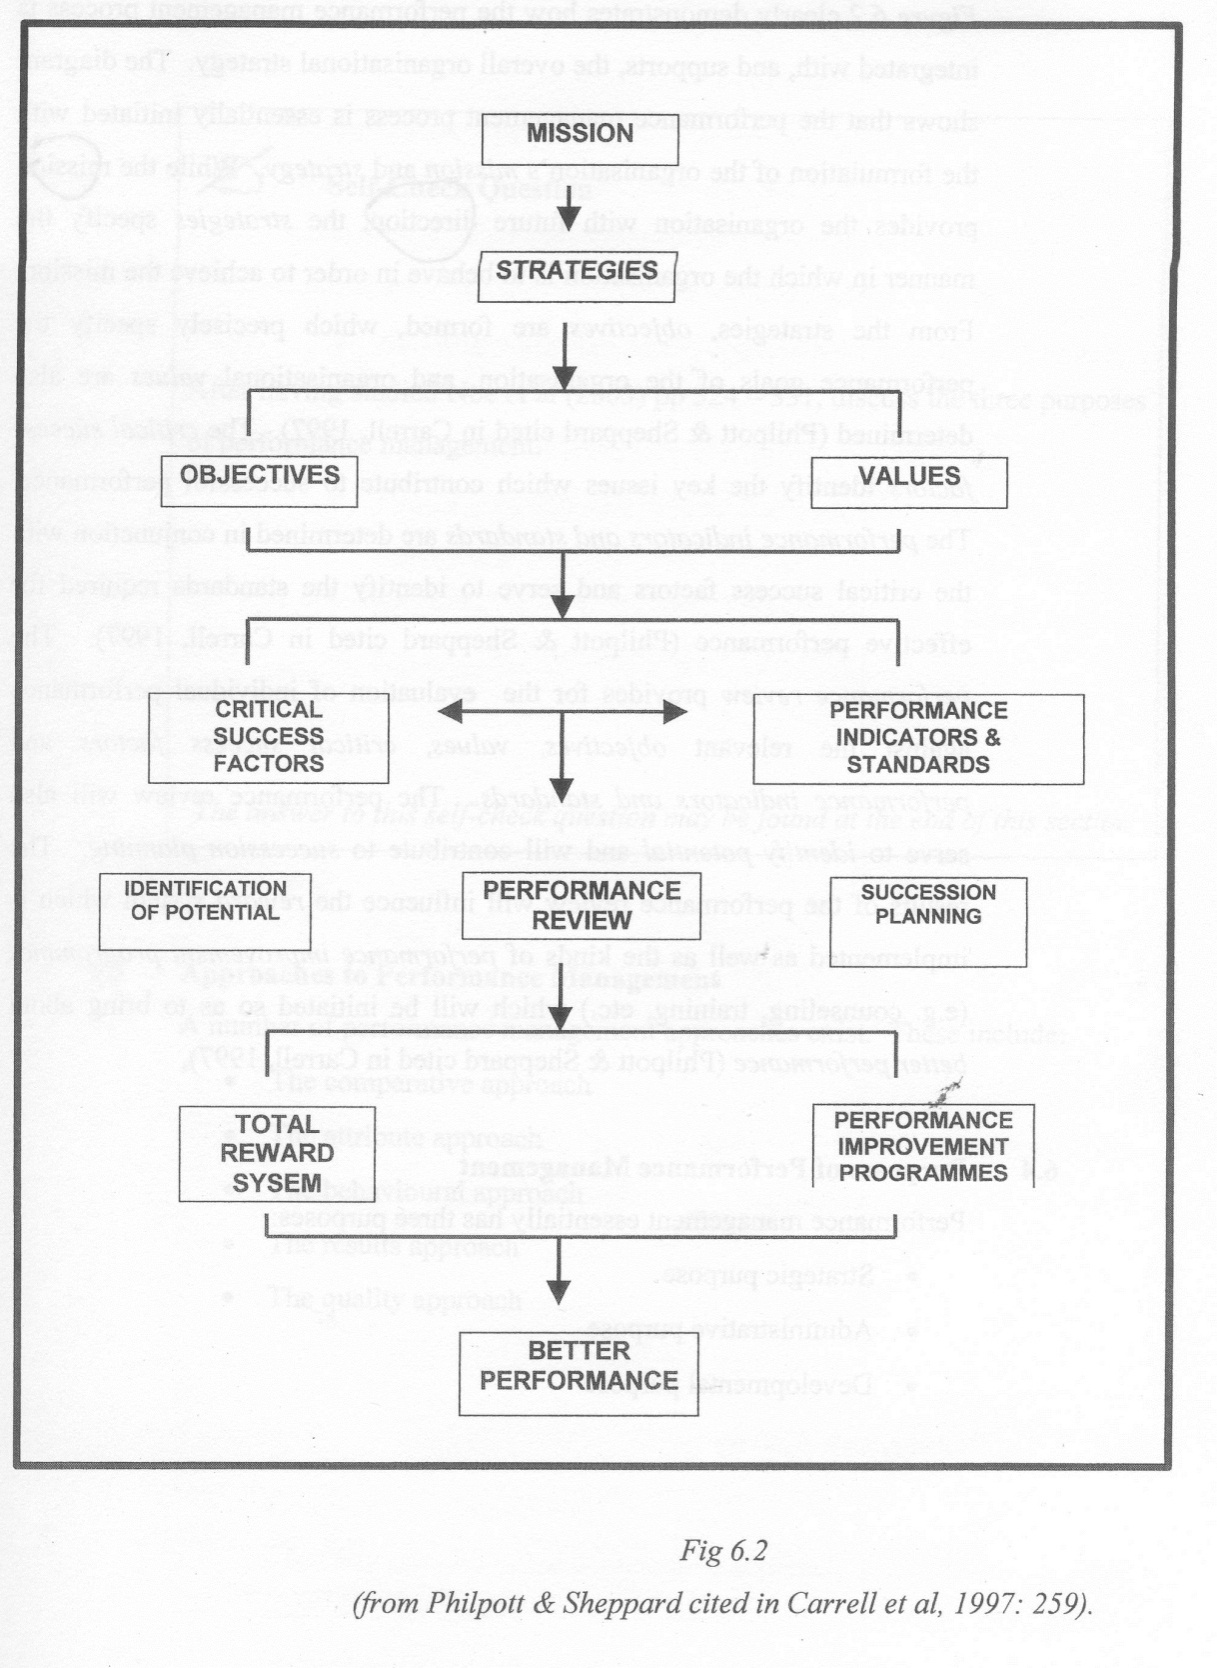 MISSION
STRATEGIES
OBJECTIVES
VALUES
CRITICAL
SUCCESS
FACTORS
PERFORMANCE
INDICATORS &
STANDARDS
IDENTIFICATION
OF POTENTIAL
PERFORMANCE
REVIEW
SUCCESSION
PLANNING
TOTAL
REWARD
SYSEM
PERFORMANCE
IMPROVEMENT
PROGRAMMES
BETTER
PERFORMANCE
Fig 6.2
(from Philpott & Sheppard cited in Carrell et al, 1997: 259).